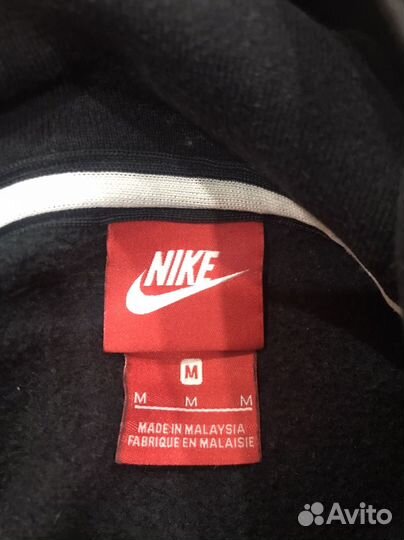 NIKE
M
M M M
MADE IN MALAYSIA
FABRIQUE EN MALAISIE
Avito